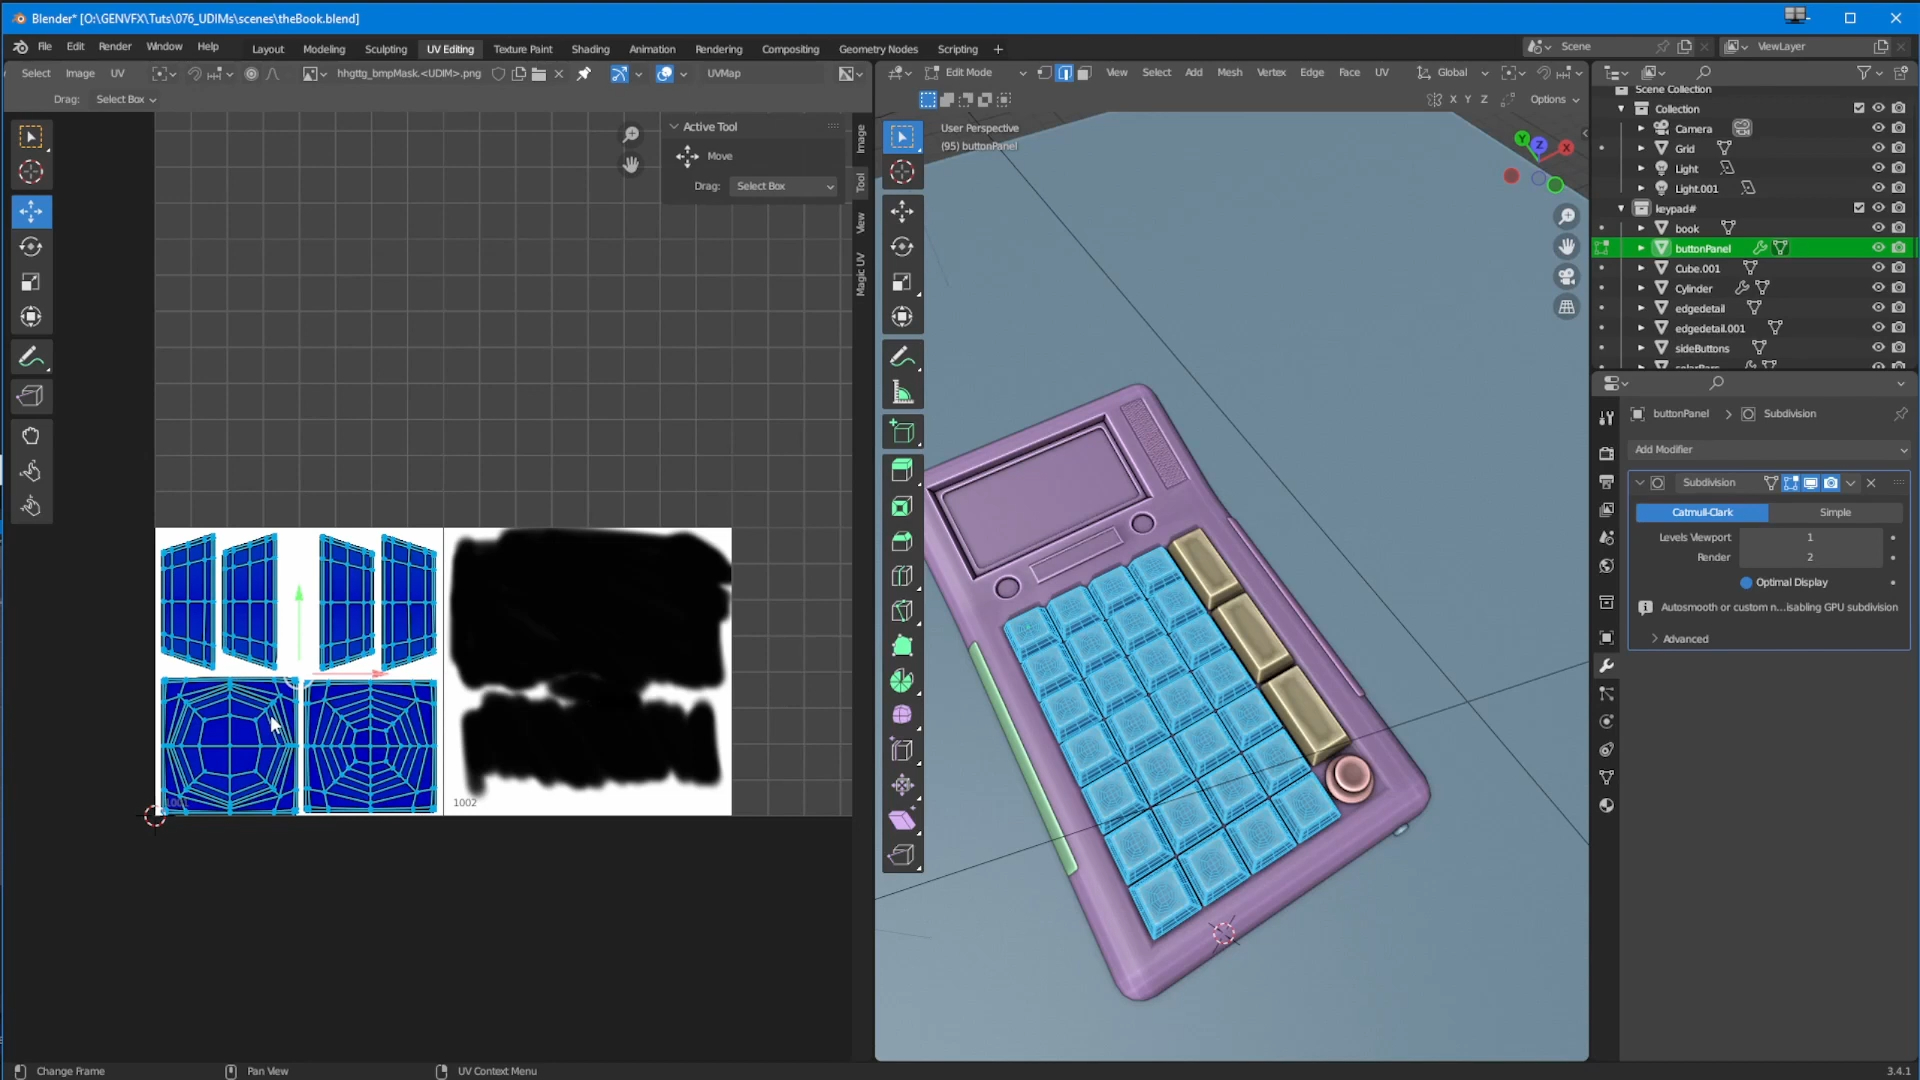 Blender* [O:\GENVFX\Tuts\076_UDIMs\scenes\theBook.blend]
File Edit Render Window Help Layout Modeling Sculpting UV Editing Texture Paint Shading Animation Rendering Compositing Geometry Nodes Scripting + Scene ViewLayer
Select Image UV hhgttg_bmpMask.<UDIM>.png UVMap
Edit Mode View Select Add Mesh Vertex Edge Face UV Global
Drag: Select Box
X Y Z Options
Active Tool
Move
Drag: Select Box
Image
Tool
View
Magic UV
1001
1002
User Perspective
(95) buttonPanel
Y Z X
Scene Collection
Collection
Camera
Grid
Light
Light.001
keypad#
book
buttonPanel
Cube.001
Cylinder
edgedetail
edgedetail.001
sideButtons
buttonPanel > Subdivision
Add Modifier
Subdivision
Catmull-Clark Simple
Levels Viewport 1
Render 2
Optimal Display
Autosmooth or custom n...isabling GPU subdivision
Advanced
Change Frame Pan View UV Context Menu 3.4.1